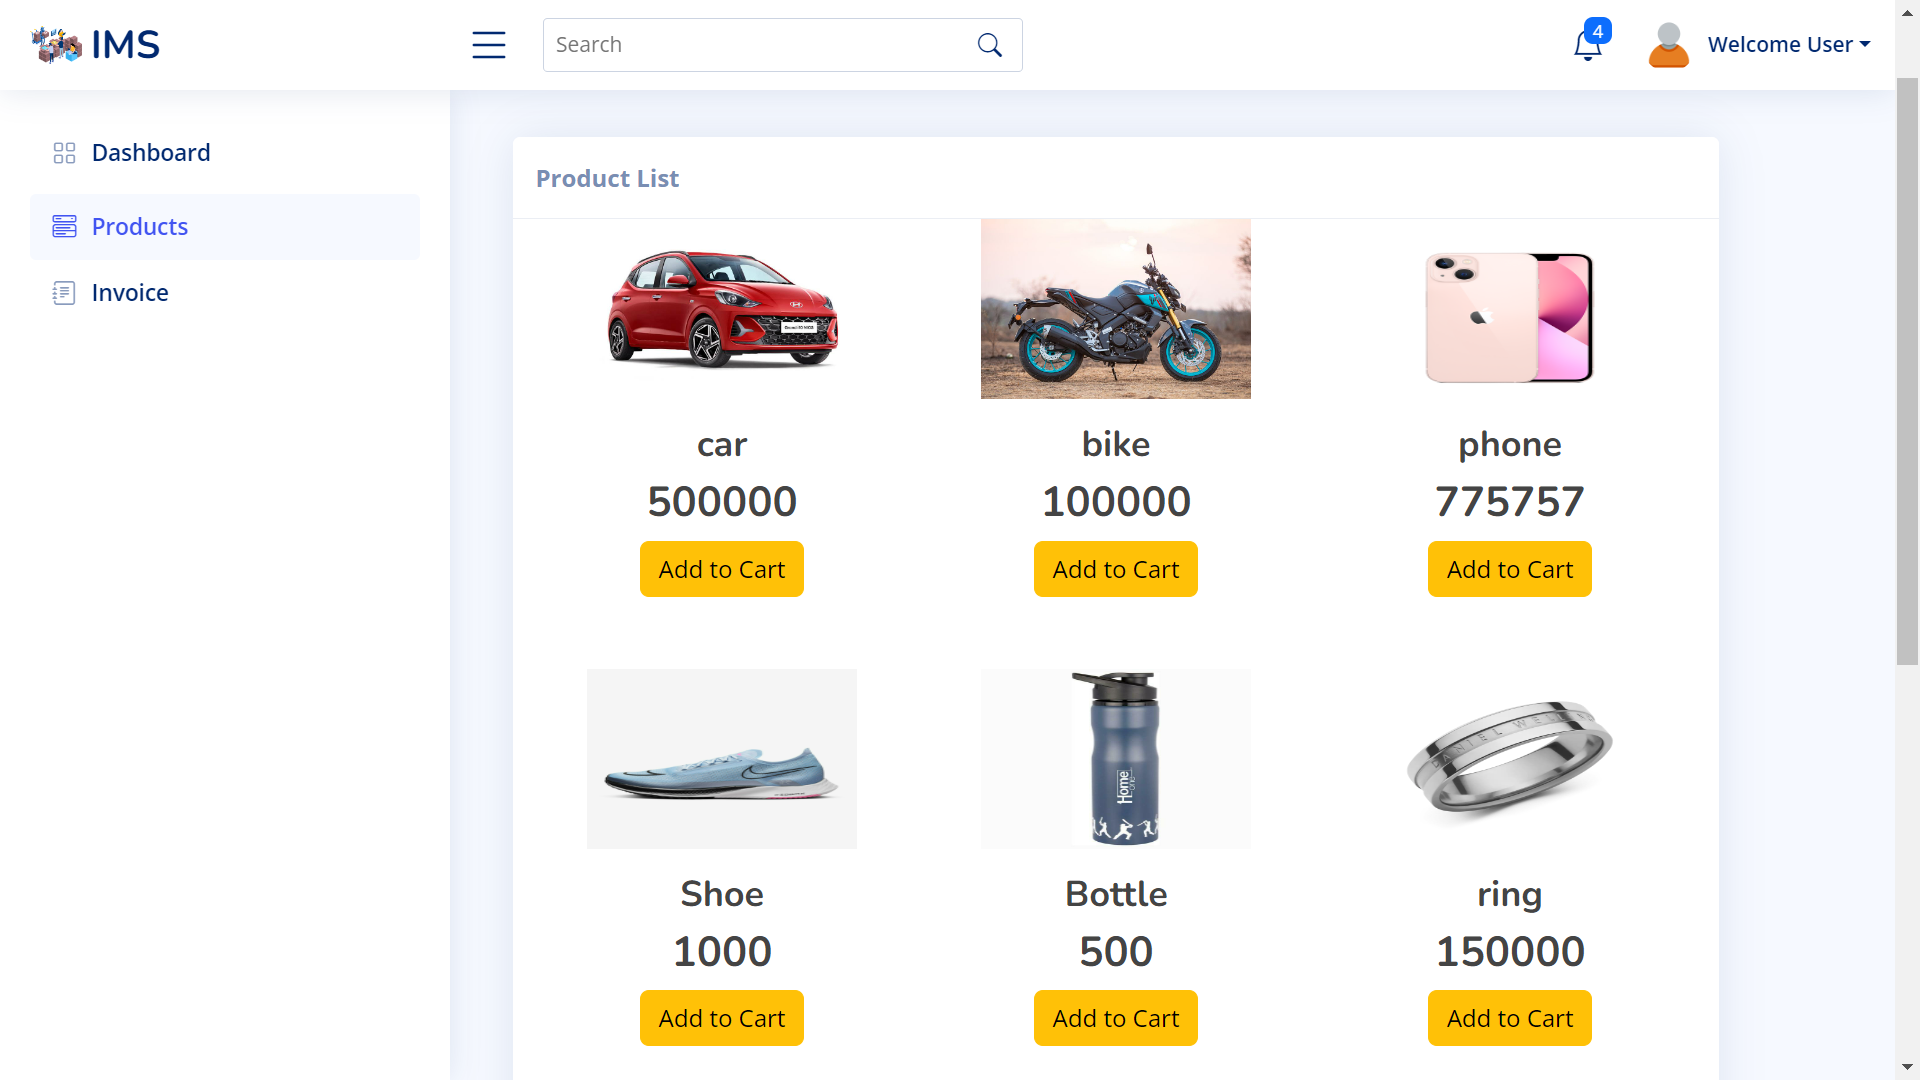 IMS
Search
4
Welcome User
Dashboard
Products
Invoice
Product List
car
bike
phone
500000
100000
775757
Add to Cart
Add to Cart
Add to Cart
Home
Shoe
Bottle
ring
1000
500
150000
Add to Cart
Add to Cart
Add to Cart